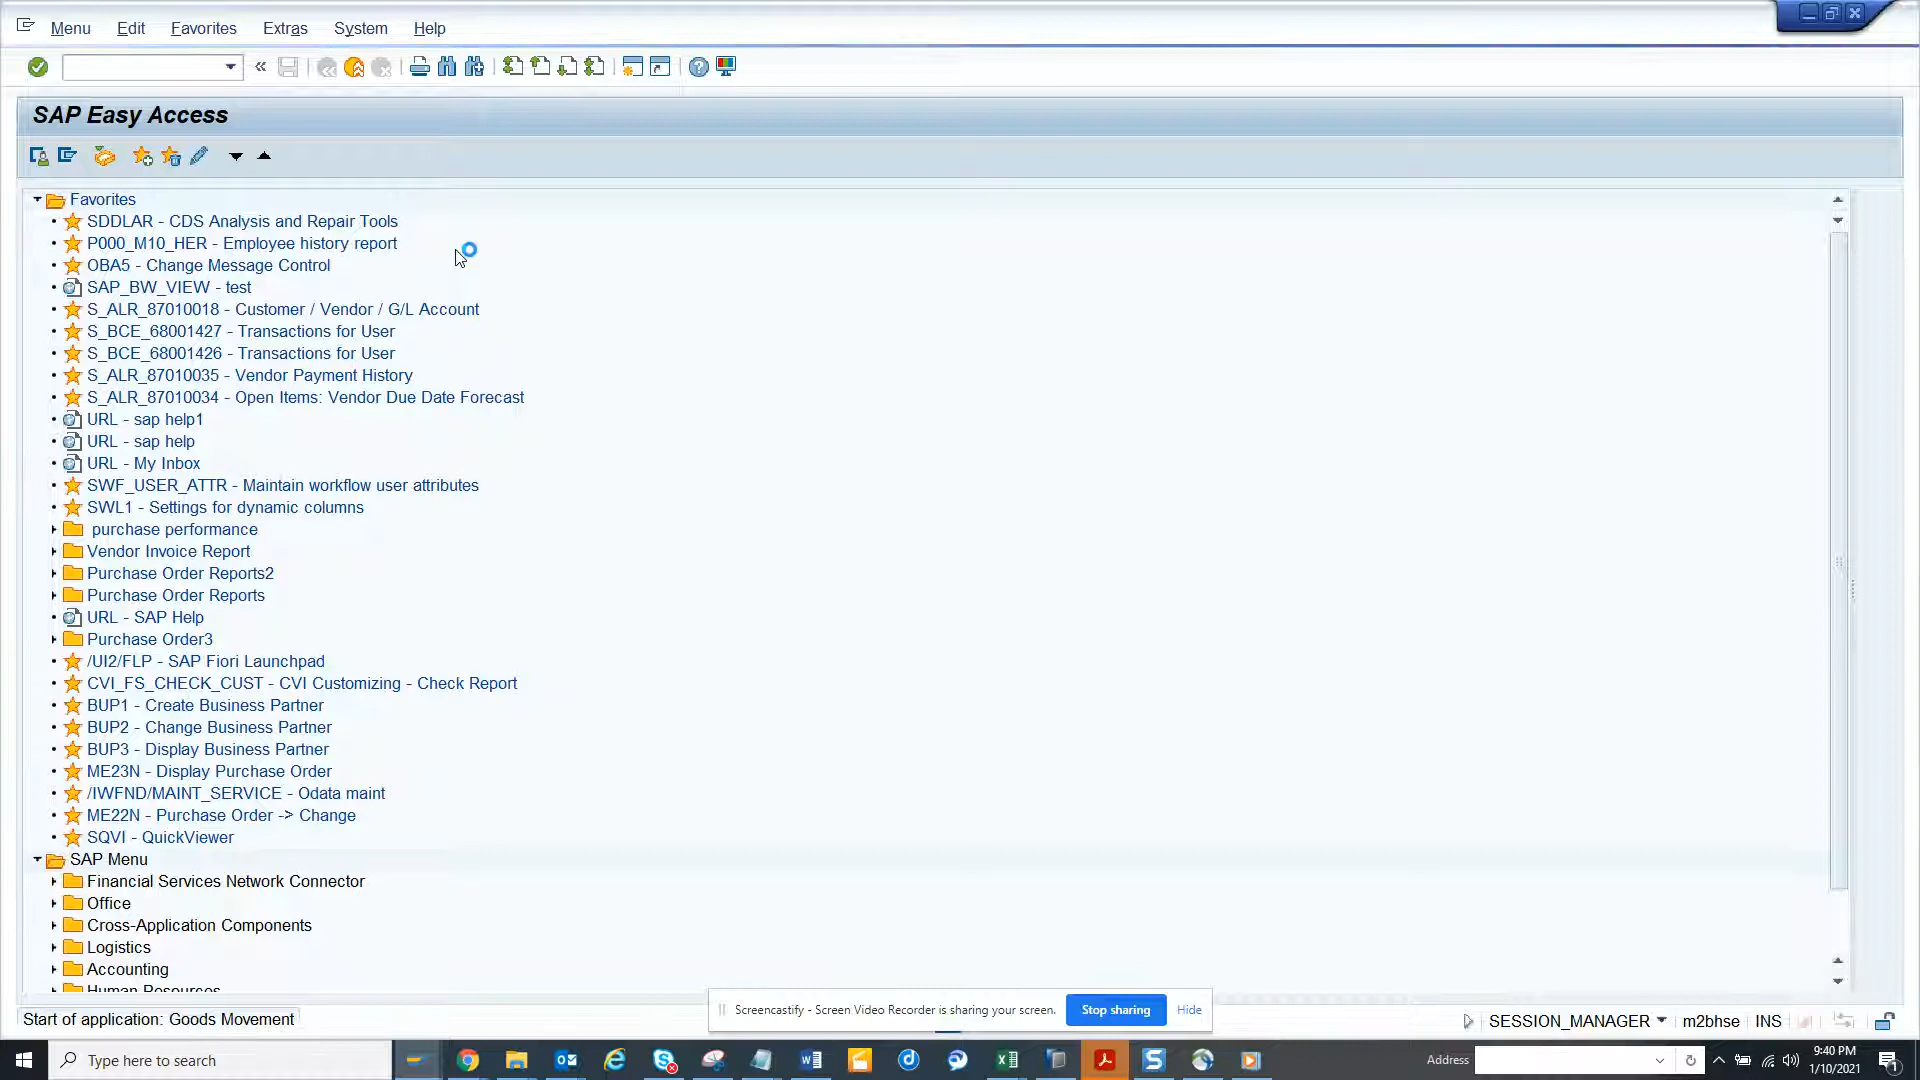 Menu Edit Favorites Extras System Help
SAP Easy Access
Favorites
SDDLAR - CDS Analysis and Repair Tools
P000_M10_HER - Employee history report
OBA5 - Change Message Control
SAP_BW_VIEW - test
S_ALR_87010018 - Customer / Vendor / G/L Account
S_BCE_68001427 - Transactions for User
S_BCE_68001426 - Transactions for User
S_ALR_87010035 - Vendor Payment History
S_ALR_87010034 - Open Items: Vendor Due Date Forecast
URL - sap help1
URL - sap help
URL - My Inbox
SWF_USER_ATTR - Maintain workflow user attributes
SWL1 - Settings for dynamic columns
purchase performance
Vendor Invoice Report
Purchase Order Reports2
Purchase Order Reports
URL - SAP Help
Purchase Order3
/UI2/FLP - SAP Fiori Launchpad
CVI_FS_CHECK_CUST - CVI Customizing - Check Report
BUP1 - Create Business Partner
BUP2 - Change Business Partner
BUP3 - Display Business Partner
ME23N - Display Purchase Order
/IWFND/MAINT_SERVICE - Odata maint
ME22N - Purchase Order -> Change
SQVI - QuickViewer
SAP Menu
Financial Services Network Connector
Office
Cross-Application Components
Logistics
Accounting
Human Resources
Screencastify - Screen Video Recorder is sharing your screen. Stop sharing Hide
Start of application: Goods Movement
SESSION_MANAGER m2bhse INS
Type here to search
Address
9:40 PM
1/10/2021